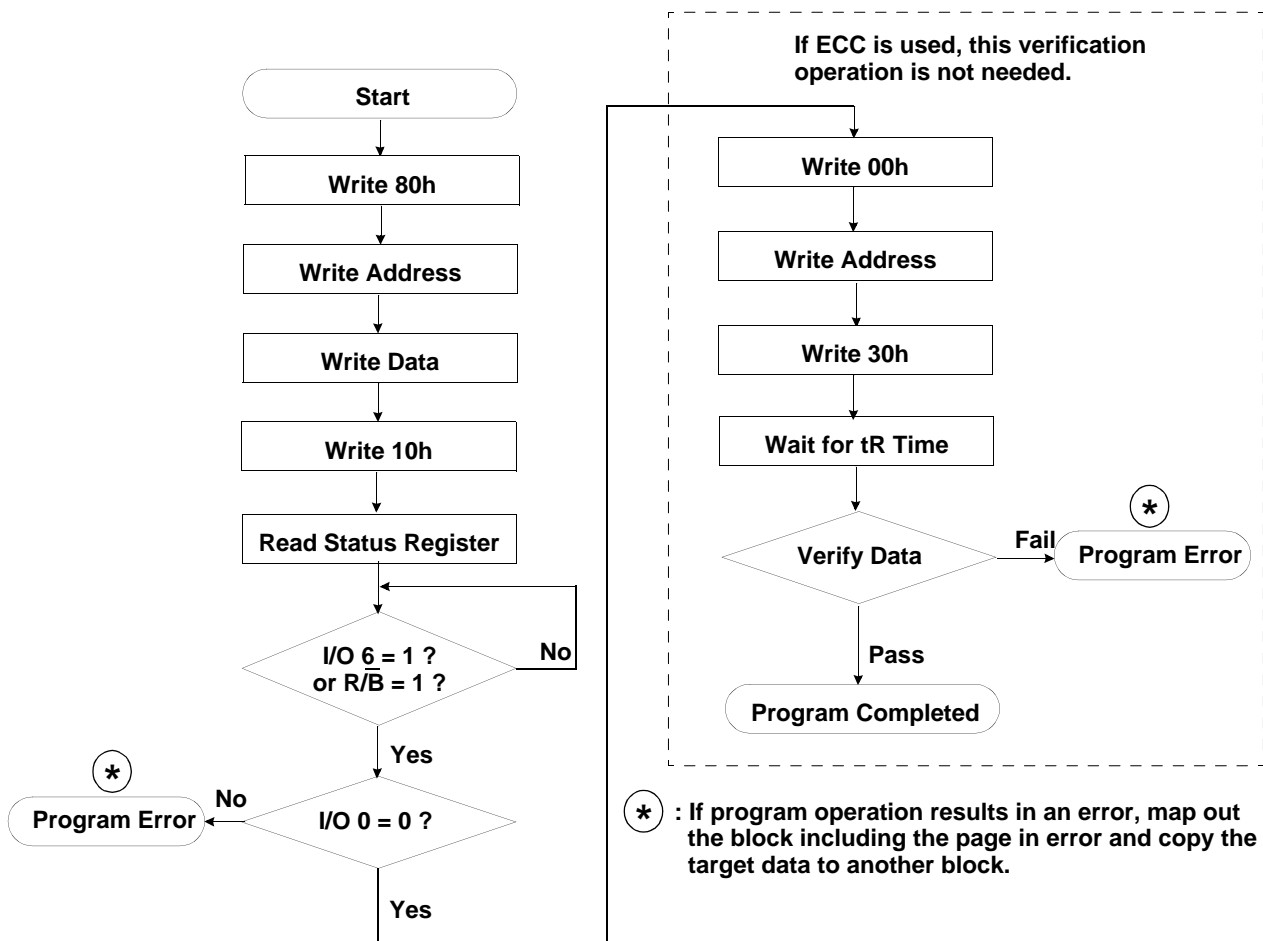 Start
Write 80h
Write Address
Write Data
Write 10h
Read Status Register
I/O 6 = 1 ?
or R/B̅ = 1 ?
No
Yes
*
No
Program Error
I/O 0 = 0 ?
Yes
If ECC is used, this verification
operation is not needed.
Write 00h
Write Address
Write 30h
Wait for tR Time
*
Verify Data
Fail
Program Error
Pass
Program Completed
* : If program operation results in an error, map out
the block including the page in error and copy the
target data to another block.